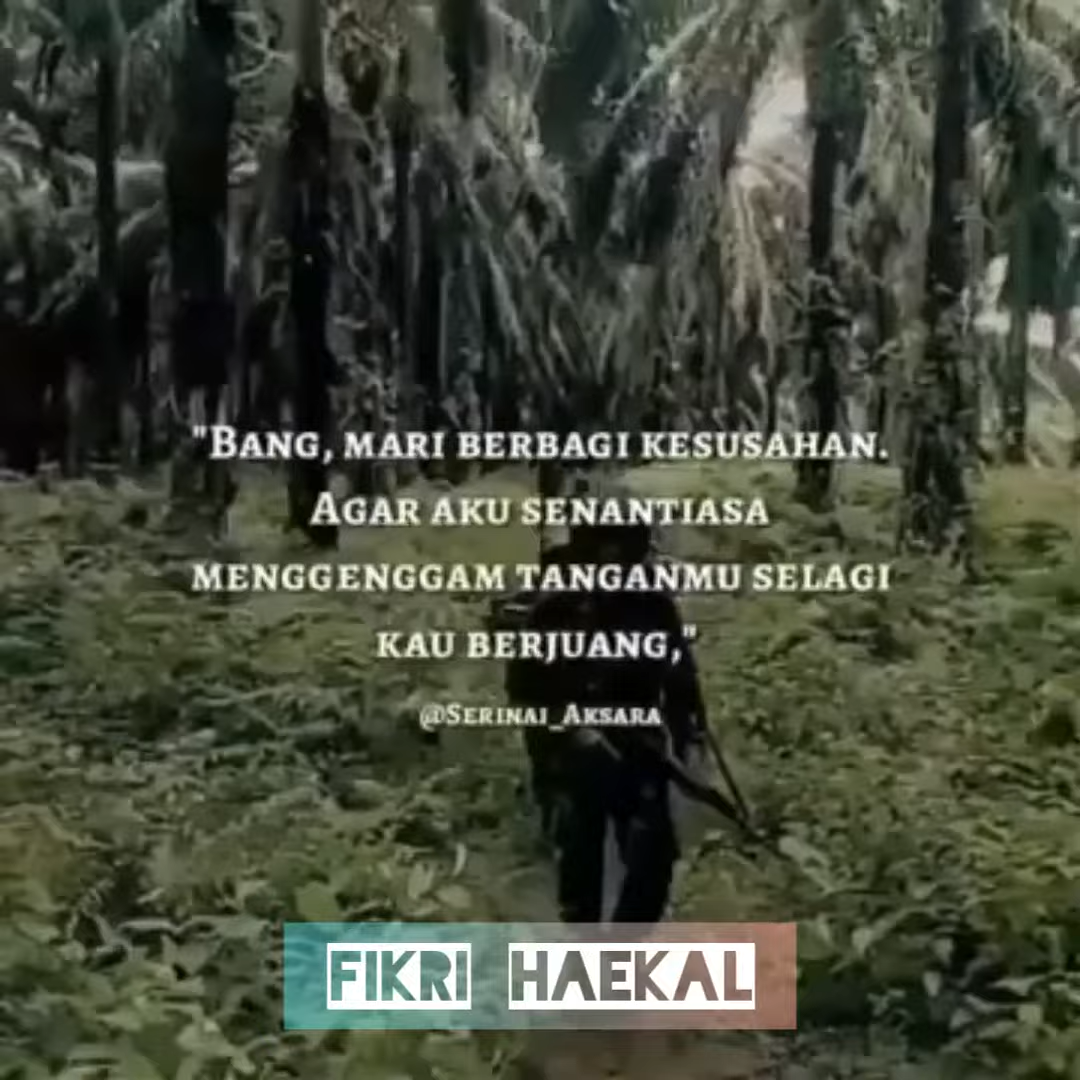 "Bang, mari berbagi kesusahan.
Agar aku senantiasa
menggenggam tanganmu selagi
kau berjuang,"
@Serinai_Aksara
FIKRI HAEKAL